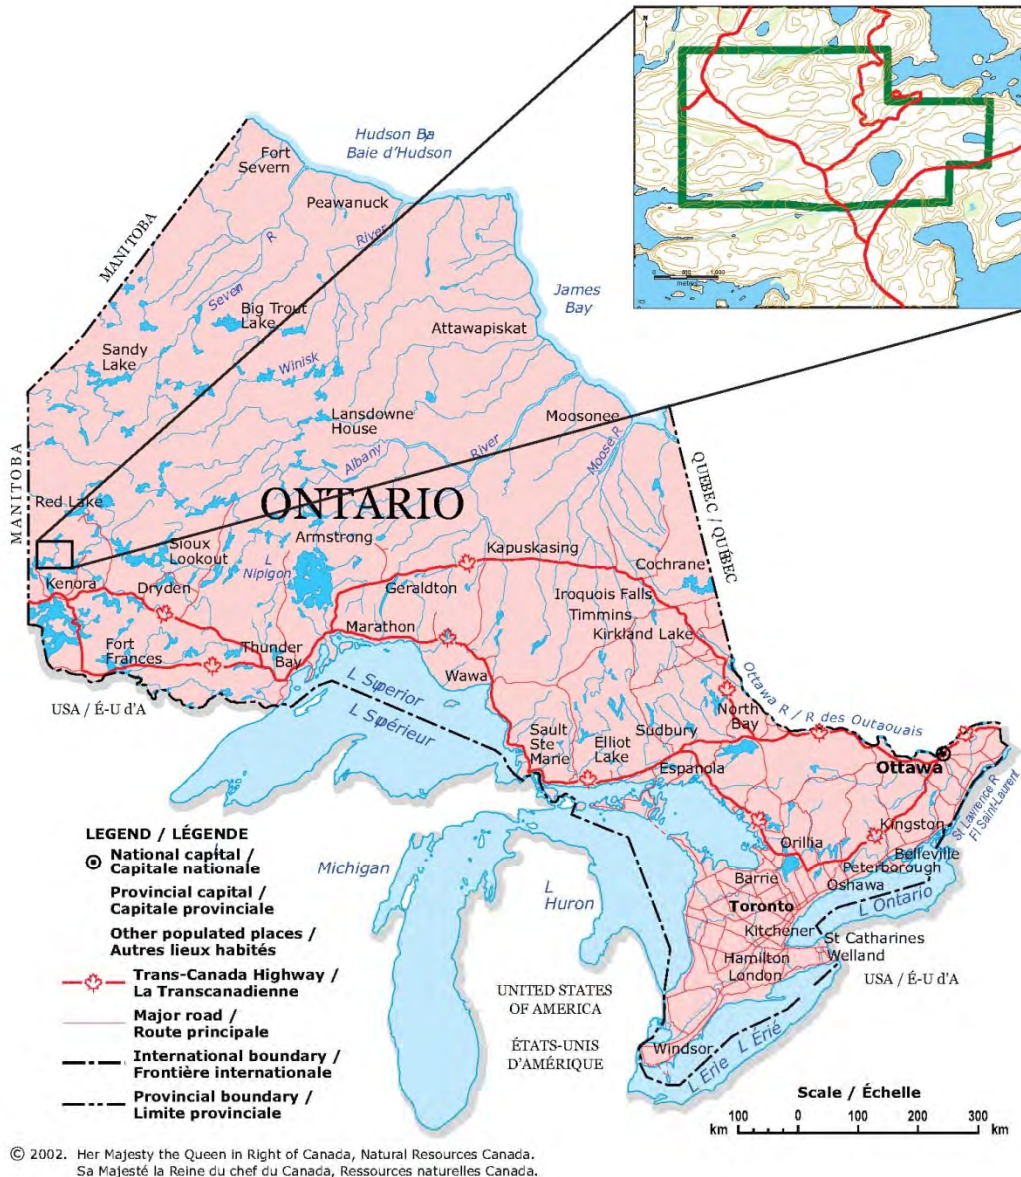 N
0 500 1,000
metres
Hudson Ba
Baie d'Hudson
Fort
Severn
Peawanuck
MANITOBA
R
River
Severn
James
Bay
Big Trout
Lake
Attawapiskat
Sandy
Lake
Winisk
Lansdowne
House
Moosonee
Albany
River
Moose R
MANITOBA
QUEBEC / QUÉBEC
Red Lake
ONTARIO
Armstrong
Sioux
Lookout
Kapuskasing
L
Nipigon
Cochrane
Kenora
Dryden
Geraldton
Iroquois Falls
Timmins
Marathon
Kirkland Lake
Fort
Frances
Thunder
Bay
Wawa
Ottawa R / R des Outaouais
USA / É-U d'A
L Superior
L Supérieur
North
Bay
Sault
Ste
Marie
Elliot
Lake
Sudbury
Espanola
Ottawa
St Lawrence R
Fl Saint-Laurent
Kingston
Orillia
Belleville
Peterborough
Barrie
Oshawa
Michigan
L
Huron
Toronto
L Ontario
Kitchener
St Catharines
Hamilton
Welland
London
USA / É-U d'A
UNITED STATES
OF AMERICA
ÉTATS-UNIS
D'AMÉRIQUE
Windsor
L Erie L Érié
LEGEND / LÉGENDE
National capital /
Capitale nationale
Provincial capital /
Capitale provinciale
Other populated places /
Autres lieux habités
Trans-Canada Highway /
La Transcanadienne
Major road /
Route principale
International boundary /
Frontière internationale
Provincial boundary /
Limite provinciale
Scale / Échelle
100 0 100 200 300
km km
© 2002. Her Majesty the Queen in Right of Canada, Natural Resources Canada.
Sa Majesté la Reine du chef du Canada, Ressources naturelles Canada.